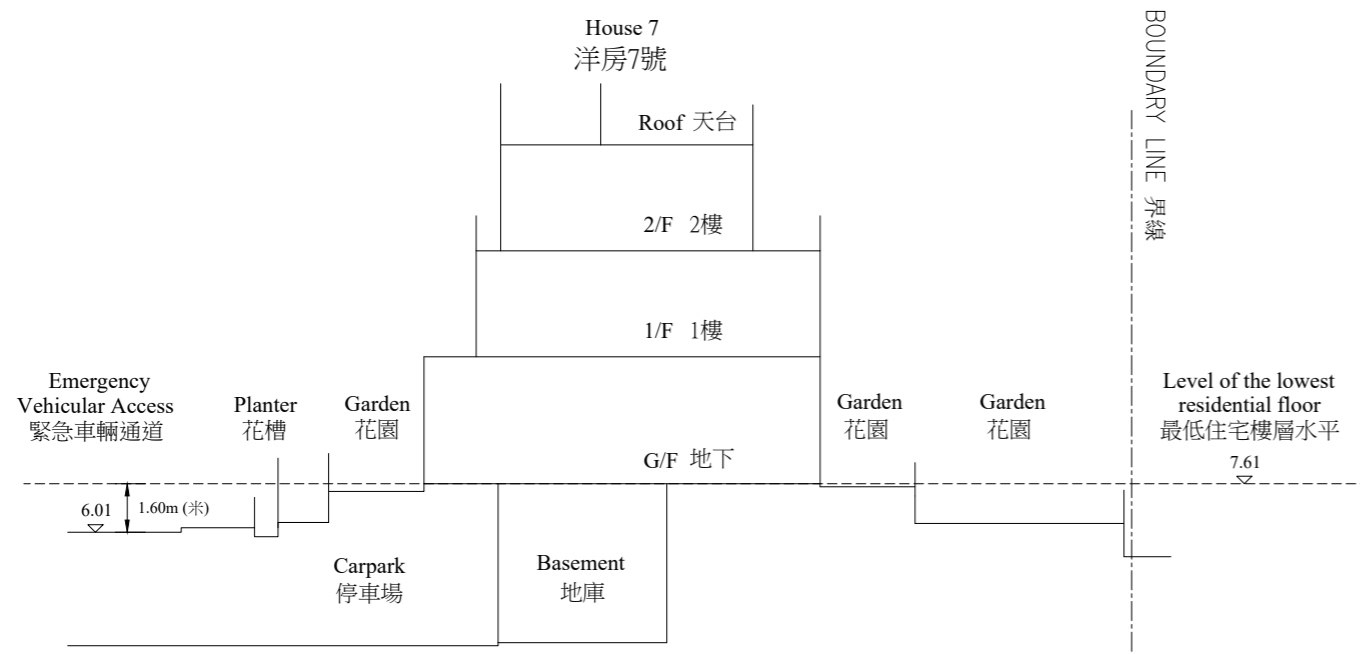 House 7
洋房7號
BOUNDARY LINE 界線
Roof 天台
2/F 2樓
1/F 1樓
Emergency
Vehicular Access
緊急車輛通道
Planter
花槽
Garden
花園
Garden
花園
Garden
花園
Level of the lowest
residential floor
最低住宅樓層水平
7.61
G/F 地下
6.01
1.60m (米)
Carpark
停車場
Basement
地庫